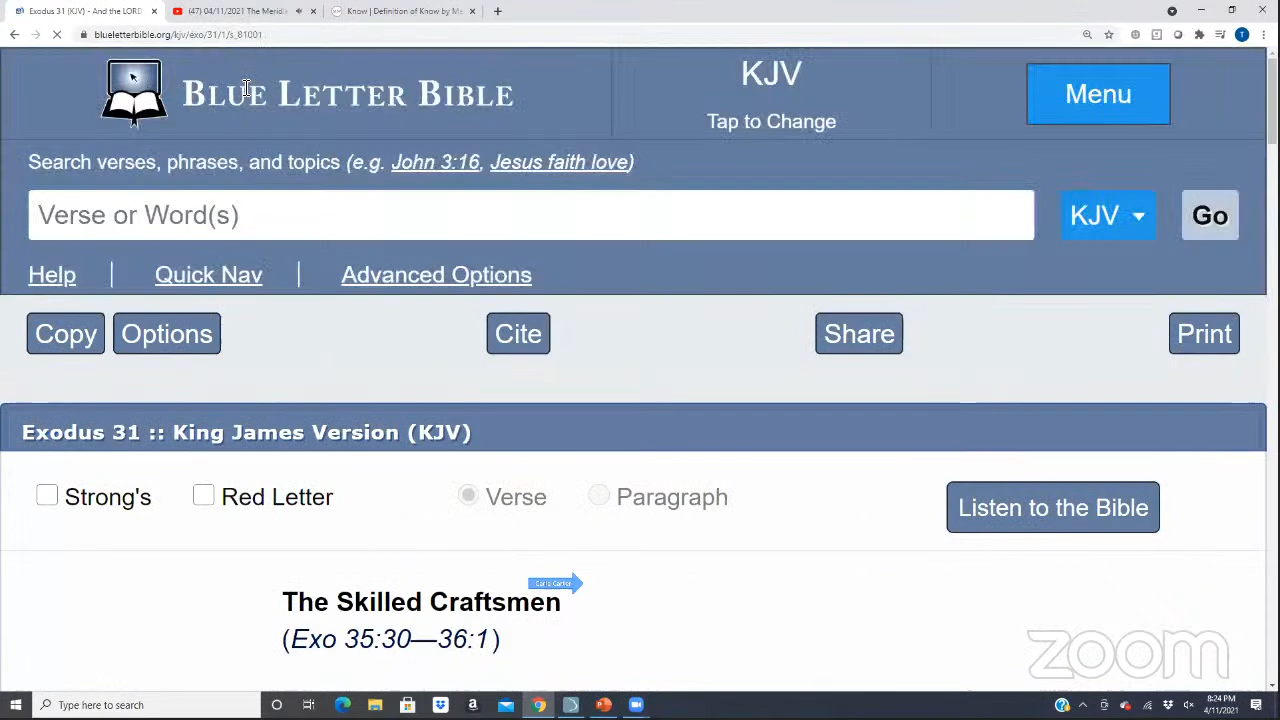 Exodus 31 (KJV) - And the LORD
(47) 04/11/2021 The Meridi
Know | Definition of Know by Me
blueletterbible.org/kjv/exo/31/1/s_81001
T
BLUE LETTER BIBLE
KJV
Tap to Change
Menu
Search verses, phrases, and topics (e.g. John 3:16, Jesus faith love)
Verse or Word(s)
KJV
Go
Help
Quick Nav
Advanced Options
Copy
Options
Cite
Share
Print
Exodus 31 :: King James Version (KJV)
Strong's
Red Letter
Verse
Paragraph
Listen to the Bible
Carla Carter
The Skilled Craftsmen
(Exo 35:30—36:1)
zoom
Type here to search
8:24 PM
4/11/2021